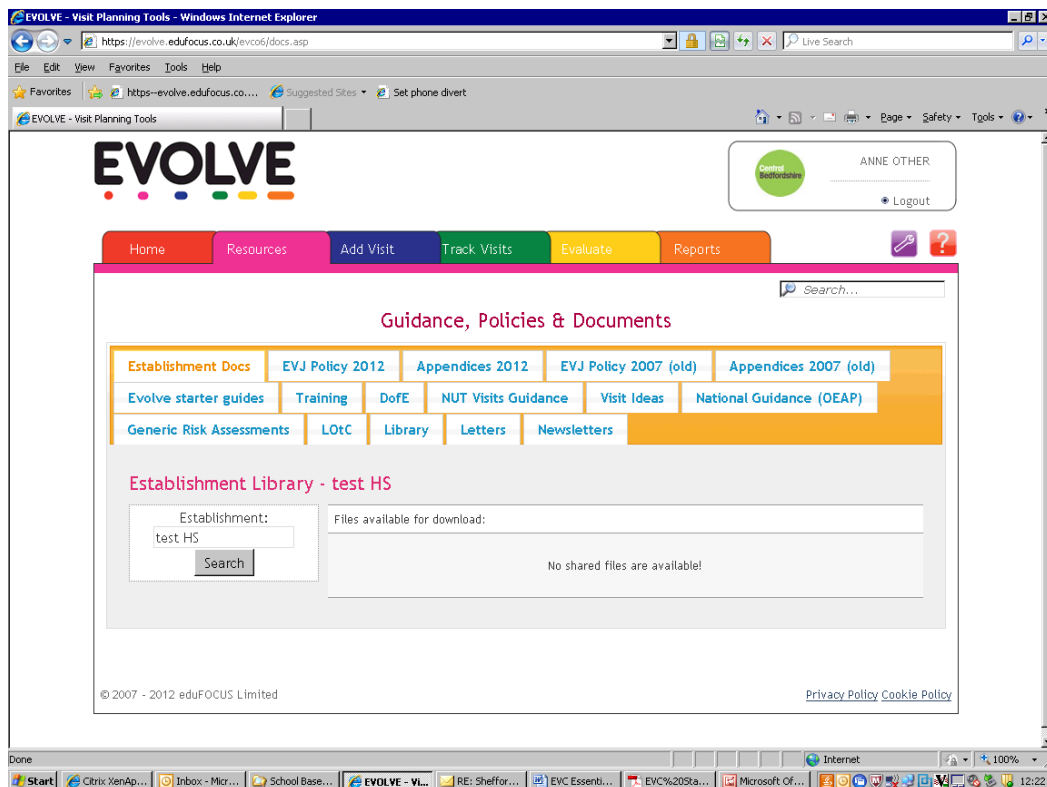 EVOLVE - Visit Planning Tools - Windows Internet Explorer
https://evolve.edufocus.co.uk/evco6/docs.asp
Live Search
File Edit View Favorites Tools Help
Favorites https--evolve.edufocus.co.... Suggested Sites Set phone divert
EVOLVE - Visit Planning Tools
Page Safety Tools
EVOLVE
Central Bedfordshire
ANNE OTHER
Logout
Home Resources Add Visit Track Visits Evaluate Reports ?
Search...
Guidance, Policies & Documents
Establishment Docs EVJ Policy 2012 Appendices 2012 EVJ Policy 2007 (old) Appendices 2007 (old)
Evolve starter guides Training DofE NUT Visits Guidance Visit Ideas National Guidance (OEAP)
Generic Risk Assessments LOtC Library Letters Newsletters
Establishment Library - test HS
Establishment:
test HS
Search
Files available for download:
No shared files are available!
© 2007 - 2012 eduFOCUS Limited
Privacy Policy Cookie Policy
Done Internet 100%
Start Citrix XenAp... Inbox - Micr... School Base... EVOLVE - Vi... RE: Sheffor... EVC Essenti... EVC%20Sta... Microsoft Of... 12:22